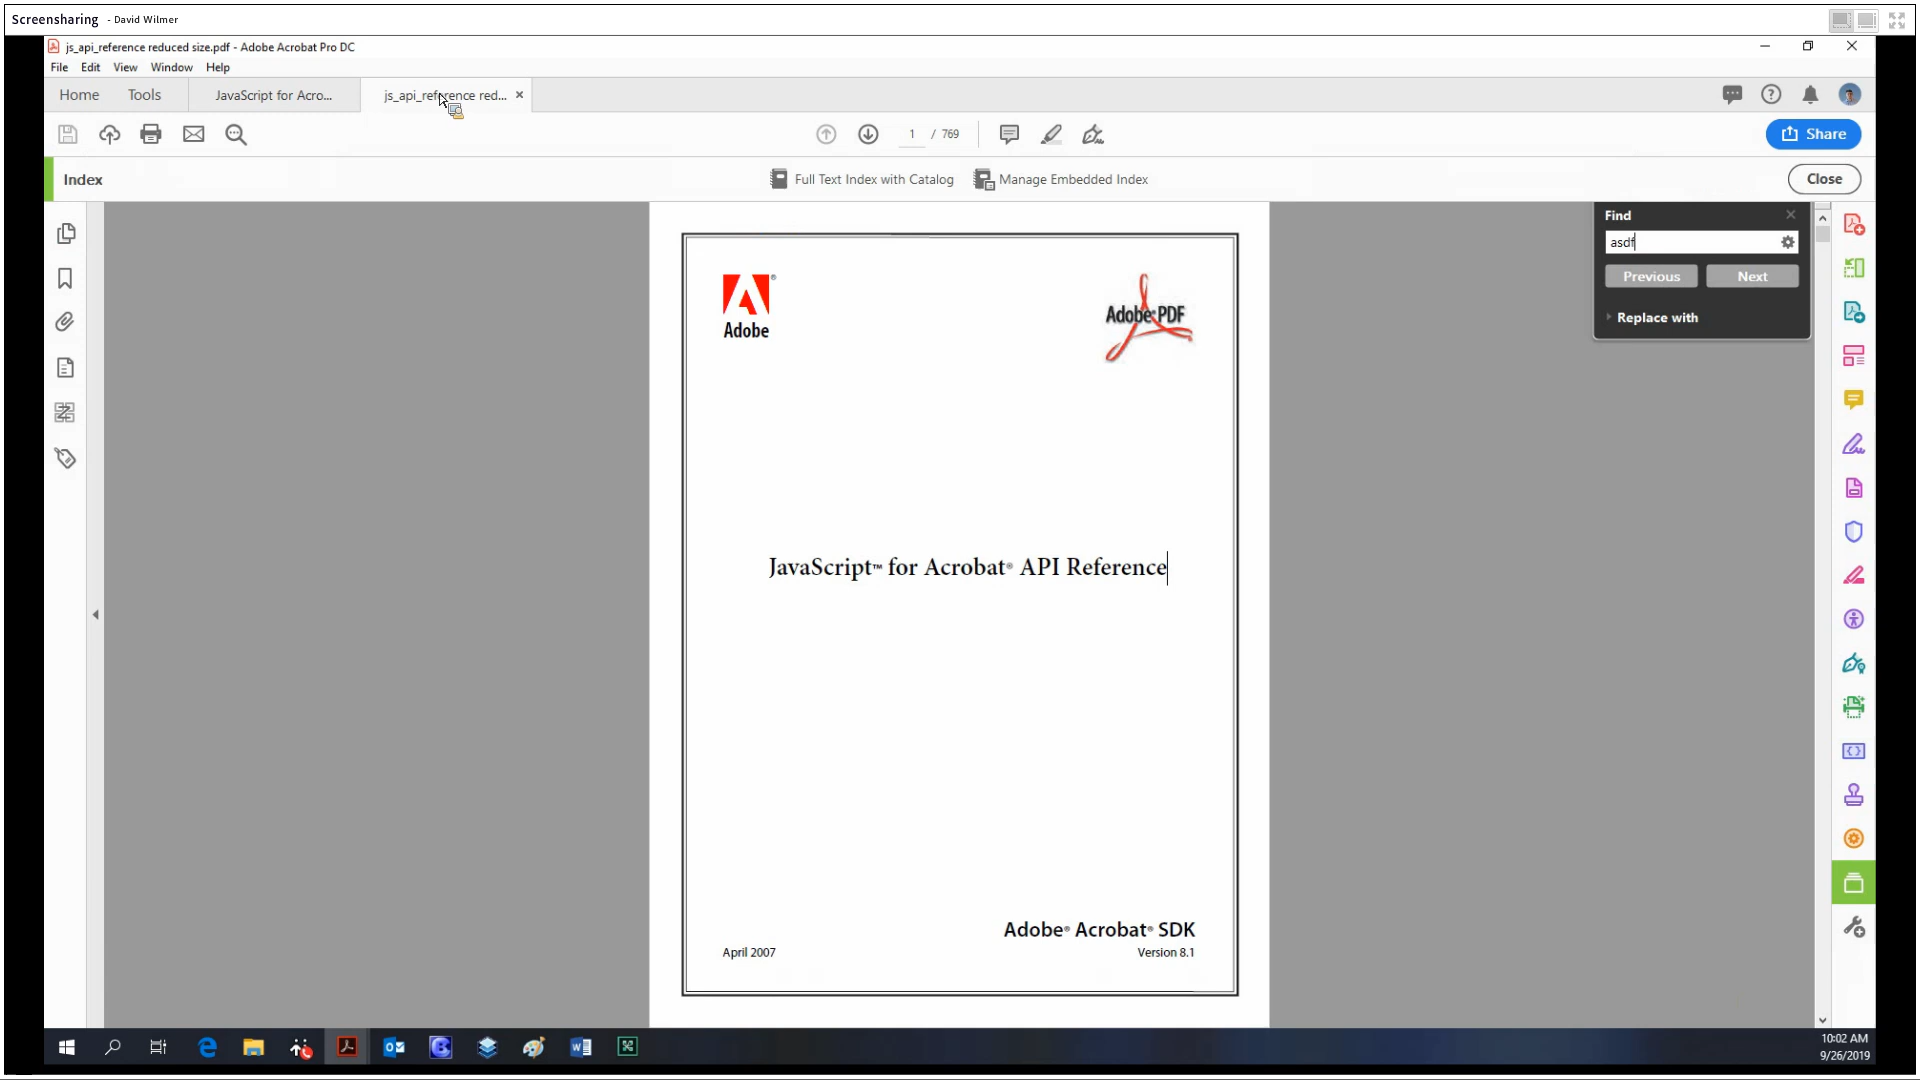 Screensharing - David Wilmer
js_api_reference reduced size.pdf - Adobe Acrobat Pro DC
File Edit View Window Help
Home Tools JavaScript for Acro... js_api_reference red...
1 / 769
Share
Index
Full Text Index with Catalog
Manage Embedded Index
Close
Find
asdf
Previous Next
Replace with
Adobe
Adobe PDF
JavaScript™ for Acrobat® API Reference
Adobe® Acrobat® SDK
April 2007
Version 8.1
10:02 AM
9/26/2019